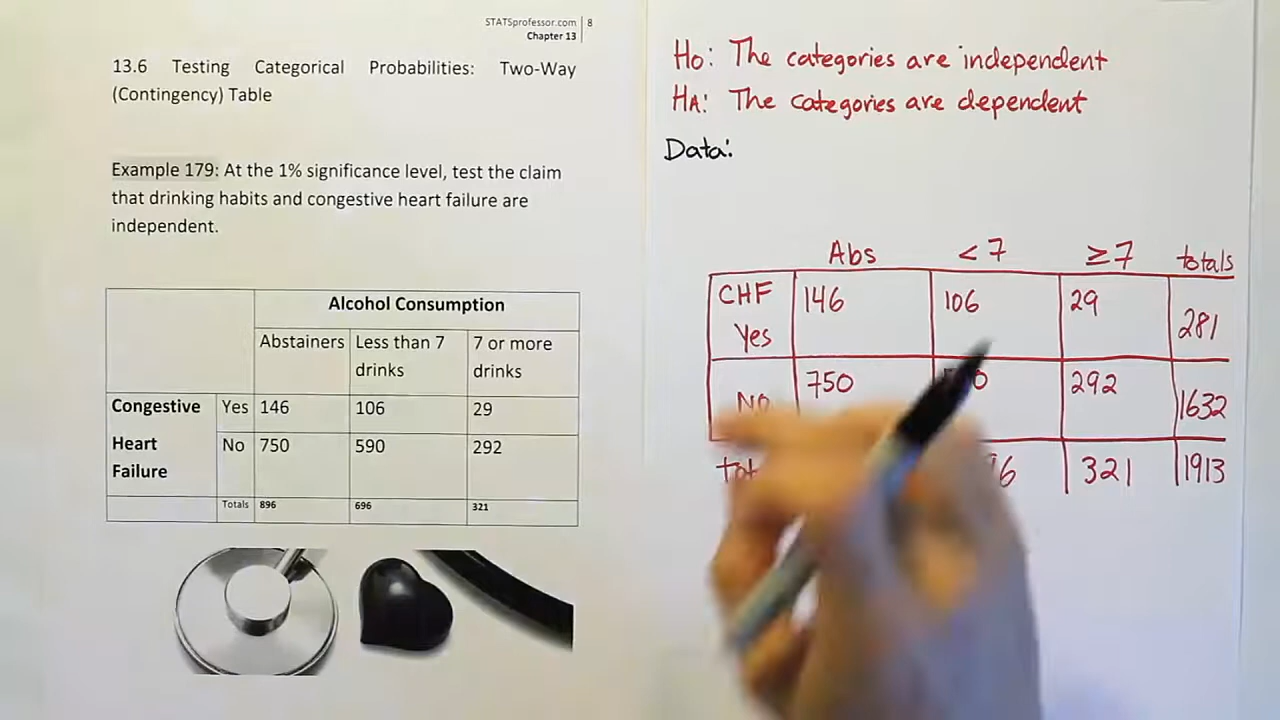 STATSprofessor.com 8
Chapter 13
13.6 Testing Categorical Probabilities: Two-Way
(Contingency) Table
Example 179: At the 1% significance level, test the claim
that drinking habits and congestive heart failure are
independent.
Alcohol Consumption
Abstainers Less than 7 drinks 7 or more drinks
Congestive Heart Failure Yes 146 106 29
No 750 590 292
Totals 896 696 321
Ho: The categories are independent
HA: The categories are dependent
Data:
Abs <7 ≥7 totals
CHF Yes 146 106 29 281
No 750 292 1632
321 1913